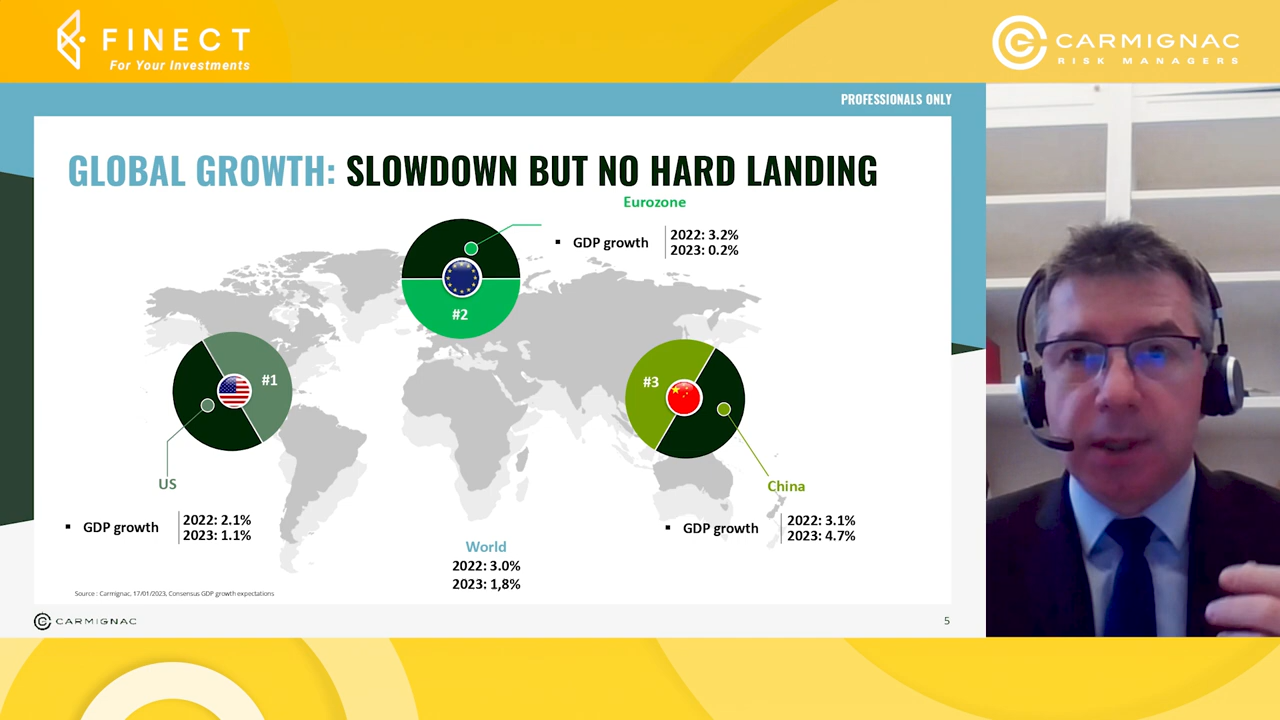 FINECT
For Your Investments
CARMIGNAC
RISK MANAGERS
PROFESSIONALS ONLY
GLOBAL GROWTH: SLOWDOWN BUT NO HARD LANDING
Eurozone
▪ GDP growth
2022: 3.2%
2023: 0.2%
#2
#1
#3
US
▪ GDP growth
2022: 2.1%
2023: 1.1%
China
▪ GDP growth
2022: 3.1%
2023: 4.7%
World
2022: 3.0%
2023: 1,8%
Source : Carmignac, 17/01/2023, Consensus GDP growth expectations
CARMIGNAC
5